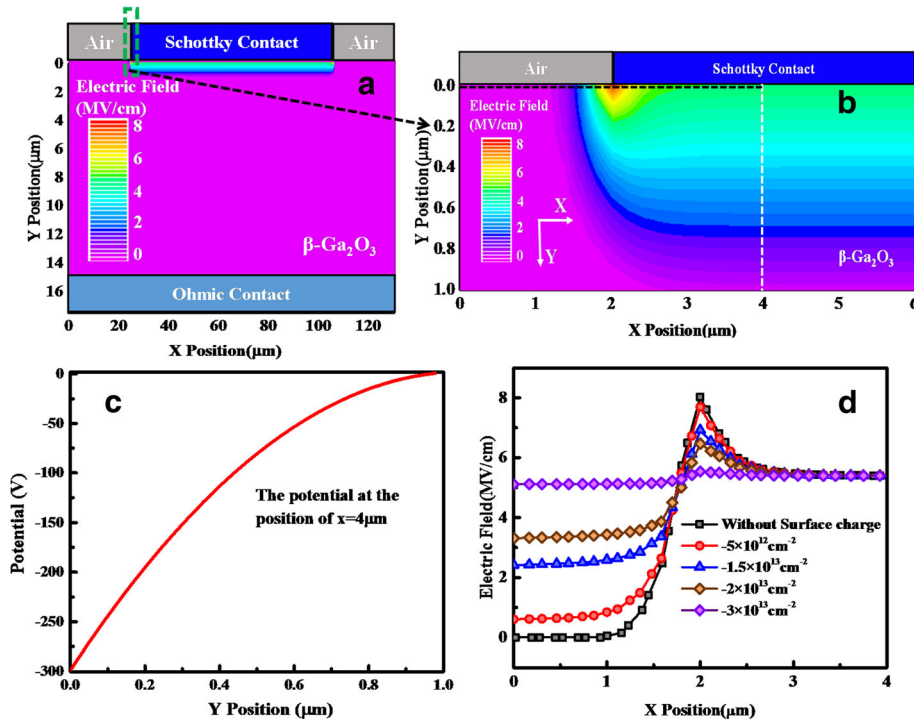 Air
Schottky Contact
Air
a
0
2
4
6
8
10
12
14
16
Y Position(μm)
Electric Field
(MV/cm)
8
6
4
2
0
β-Ga₂O₃
Ohmic Contact
0
20
40
60
80
100
120
X Position(μm)
Air
Schottky Contact
b
0.0
0.2
0.4
0.6
0.8
1.0
Y Position(μm)
Electric Field
(MV/cm)
8
6
4
2
0
X
Y
β-Ga₂O₃
0
1
2
3
4
5
6
X Position(μm)
c
0
-50
-100
-150
-200
-250
-300
Potential (V)
The potential at the
position of x=4μm
0.0
0.2
0.4
0.6
0.8
1.0
Y Position (μm)
d
8
6
4
2
0
Electric Field(MV/cm)
Without Surface charge
-5×10¹²cm⁻²
-1.5×10¹³cm⁻²
-2×10¹³cm⁻²
-3×10¹³cm⁻²
0
1
2
3
4
X Position(μm)